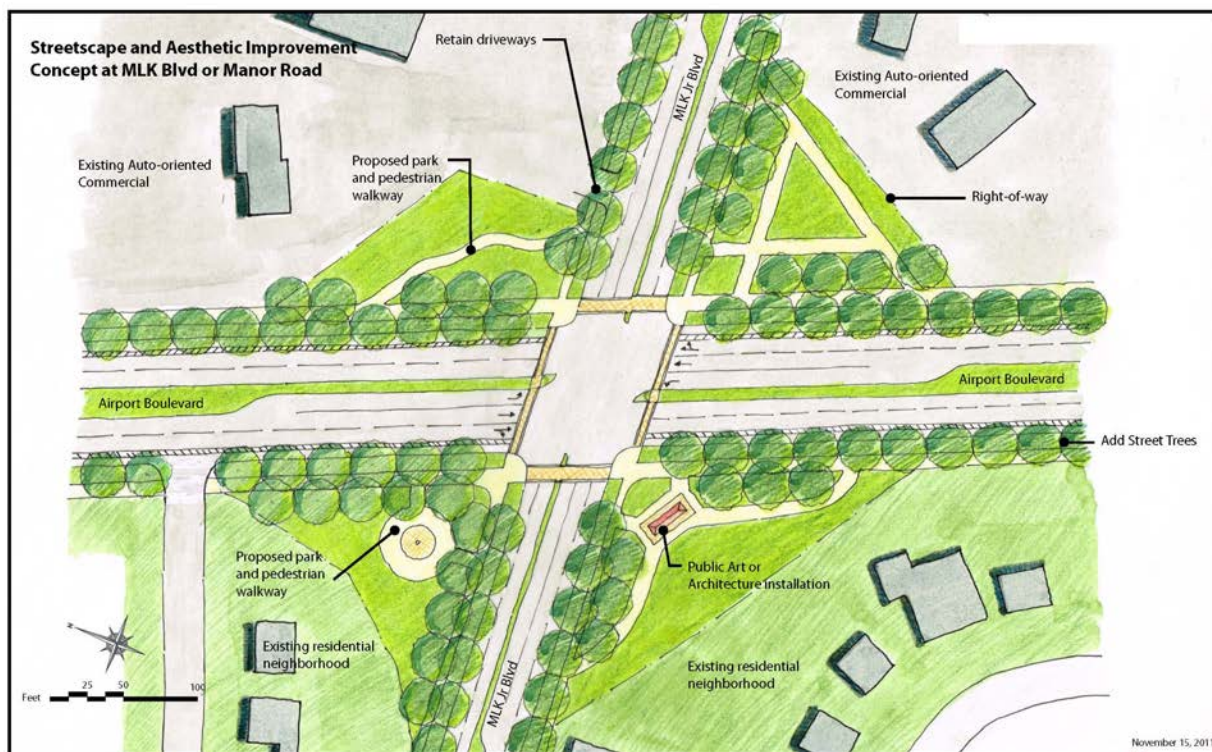 Streetscape and Aesthetic Improvement
Concept at MLK Blvd or Manor Road
Retain driveways
MLK Jr Blvd
Existing Auto-oriented
Commercial
Existing Auto-oriented
Commercial
Proposed park
and pedestrian
walkway
Right-of-way
Airport Boulevard
Airport Boulevard
Add Street Trees
Proposed park
and pedestrian
walkway
Public Art or
Architecture installation
Existing residential
neighborhood
Existing residential
neighborhood
MLK Jr Blvd
N
25 50 100
Feet
November 15, 2011